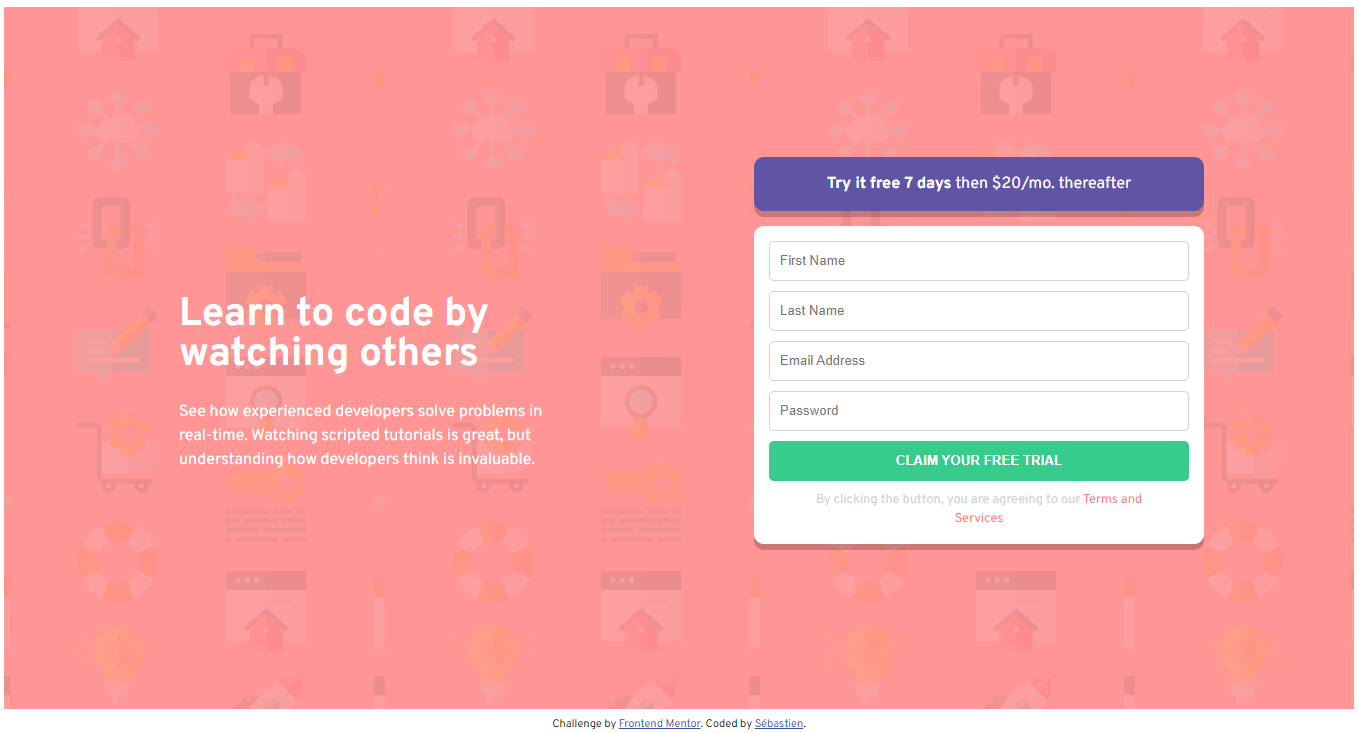 Learn to code by
watching others
See how experienced developers solve problems in
real-time. Watching scripted tutorials is great, but
understanding how developers think is invaluable.
Try it free 7 days then $20/mo. thereafter
First Name
Last Name
Email Address
Password
CLAIM YOUR FREE TRIAL
By clicking the button, you are agreeing to our Terms and
Services
Challenge by Frontend Mentor. Coded by Sébastien.